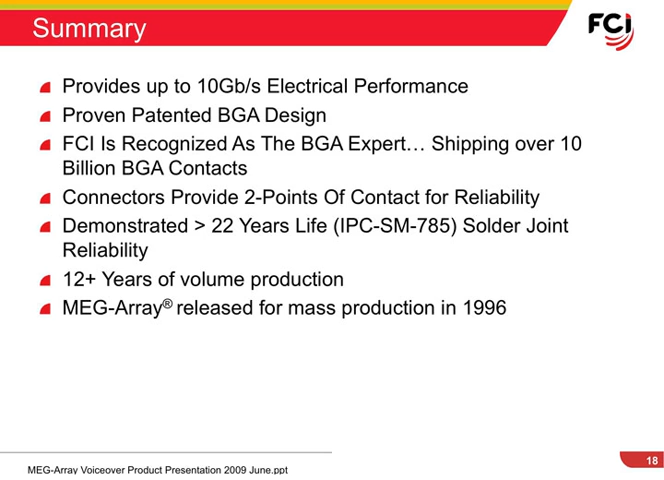 Summary
FCi
Provides up to 10Gb/s Electrical Performance
Proven Patented BGA Design
FCI Is Recognized As The BGA Expert… Shipping over 10
Billion BGA Contacts
Connectors Provide 2-Points Of Contact for Reliability
Demonstrated > 22 Years Life (IPC-SM-785) Solder Joint
Reliability
12+ Years of volume production
MEG-Array® released for mass production in 1996
18
MEG-Array Voiceover Product Presentation 2009 June.ppt